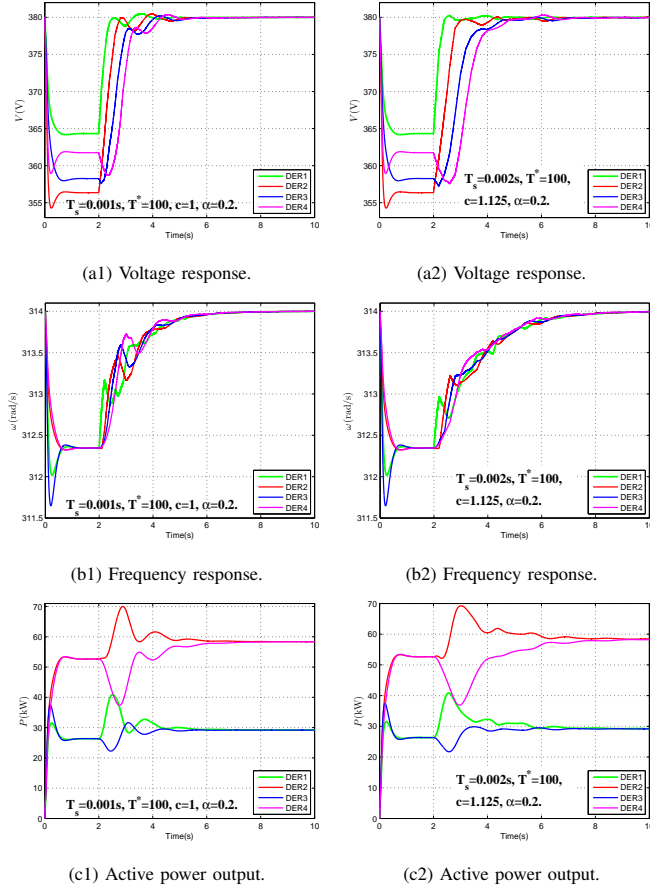 380
375
370
365
360
355
V(V)
0
2
4
6
8
10
Time(s)
DER1
DER2
DER3
DER4
T_s=0.001s, T*=100, c=1, α=0.2.
(a1) Voltage response.
380
375
370
365
360
355
V(V)
0
2
4
6
8
10
Time(s)
DER1
DER2
DER3
DER4
T_s=0.002s, T*=100,
c=1.125, α=0.2.
(a2) Voltage response.
314
313.5
313
312.5
312
311.5
ω(rad/s)
0
2
4
6
8
10
Time(s)
DER1
DER2
DER3
DER4
T_s=0.001s, T*=100, c=1, α=0.2.
(b1) Frequency response.
314
313.5
313
312.5
312
311.5
ω(rad/s)
0
2
4
6
8
10
Time(s)
DER1
DER2
DER3
DER4
T_s=0.002s, T*=100,
c=1.125, α=0.2.
(b2) Frequency response.
70
60
50
40
30
20
10
0
P(kW)
0
2
4
6
8
10
Time(s)
DER1
DER2
DER3
DER4
T_s=0.001s, T*=100, c=1, α=0.2.
(c1) Active power output.
70
60
50
40
30
20
10
0
P(kW)
0
2
4
6
8
10
Time(s)
DER1
DER2
DER3
DER4
T_s=0.002s, T*=100,
c=1.125, α=0.2.
(c2) Active power output.